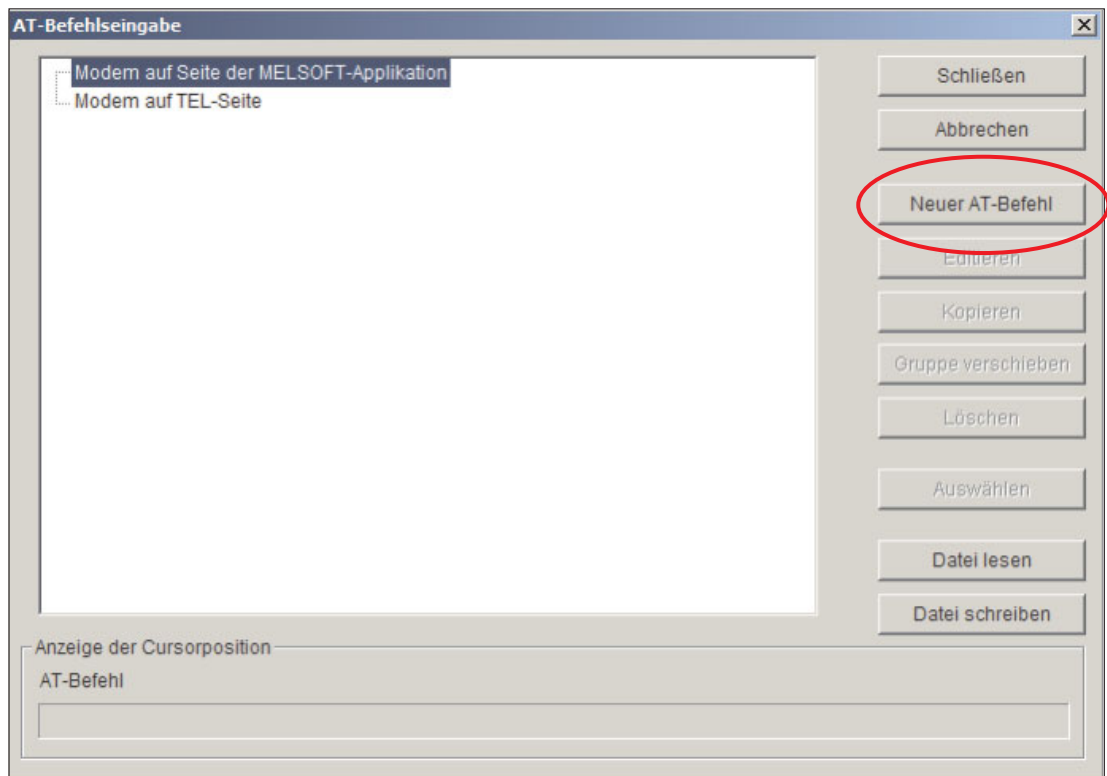 AT-Befehlseingabe
Modem auf Seite der MELSOFT-Applikation
Modem auf TEL-Seite
Schließen
Abbrechen
Neuer AT-Befehl
Editieren
Kopieren
Gruppe verschieben
Löschen
Auswählen
Datei lesen
Datei schreiben
Anzeige der Cursorposition
AT-Befehl